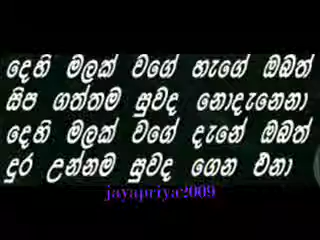 දෙහි මලක් වගේ හැගේ ඔබත්
සිප ගත්තම සුවද නොදැනෙනා
දෙහි මලක් වගේ දැනේ ඔබත්
දුර උන්නම සුවද ගෙන එනා
jayapriya2009